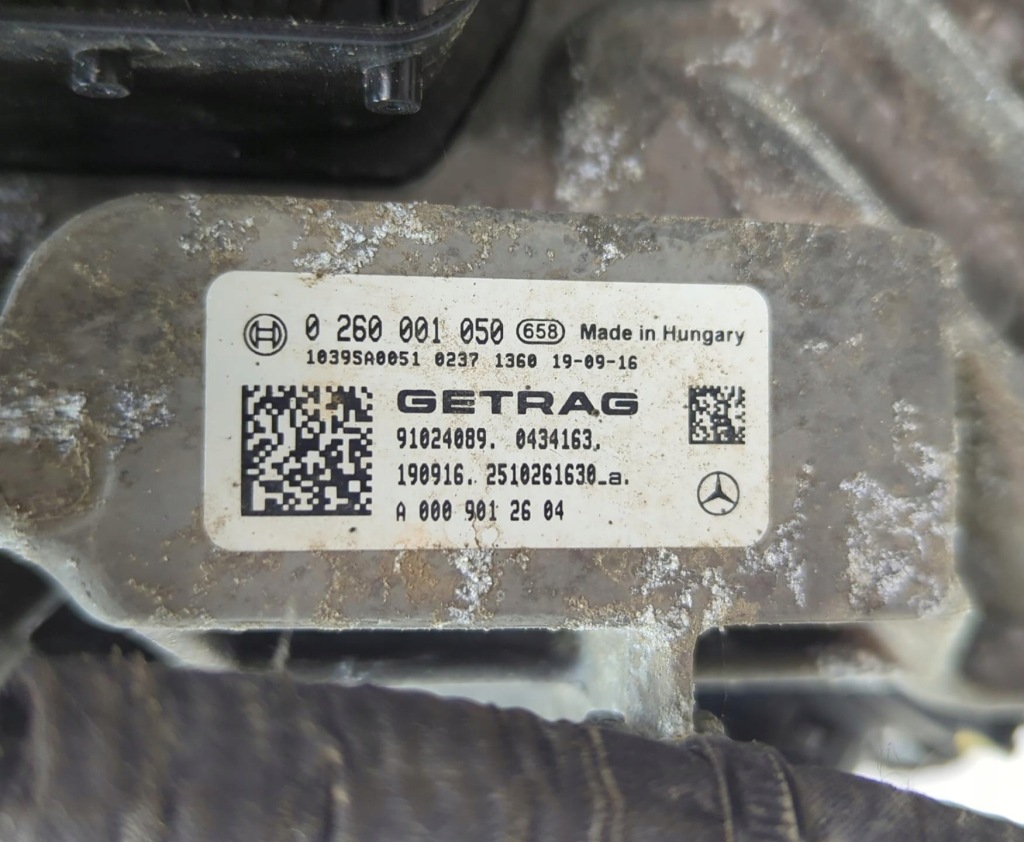 0 260 001 050 658 Made in Hungary
1039SA0051 0237 1360 19-09-16
GETRAG
91024089. 0434163.
190916. 2510261630_a.
A 000 901 26 04